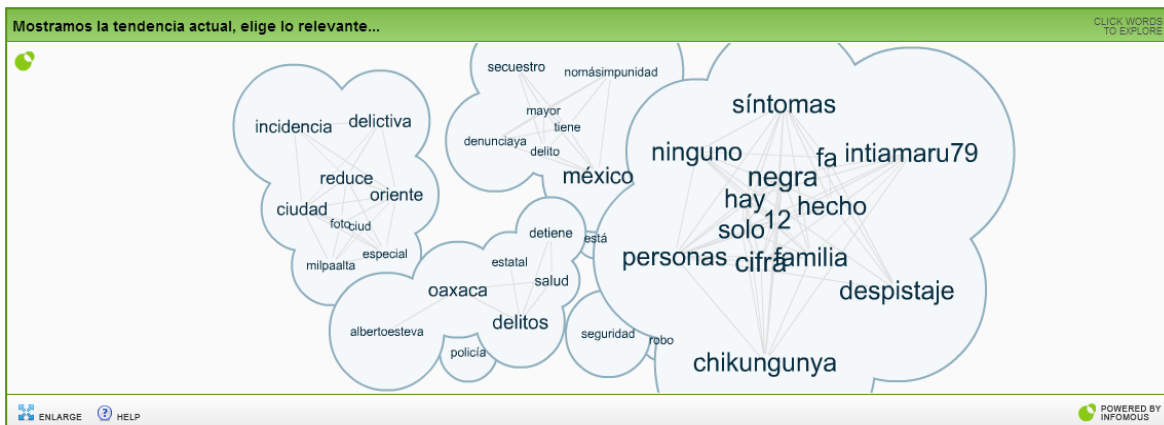 Mostramos la tendencia actual, elige lo relevante...
CLICK WORDS
TO EXPLORE
incidencia
delictiva
reduce
oriente
ciudad
foto
ciud
especial
milpaalta
secuestro
nomásimpunidad
mayor
tiene
denunciaya
delito
méxico
detiene
está
estatal
salud
oaxaca
delitos
albertoesteva
policía
seguridad
robo
síntomas
ninguno
fa
intiamaru79
negra
hay
hecho
12
solo
personas
cifra
familia
despistaje
chikungunya
ENLARGE
HELP
POWERED BY
INFOMOUS